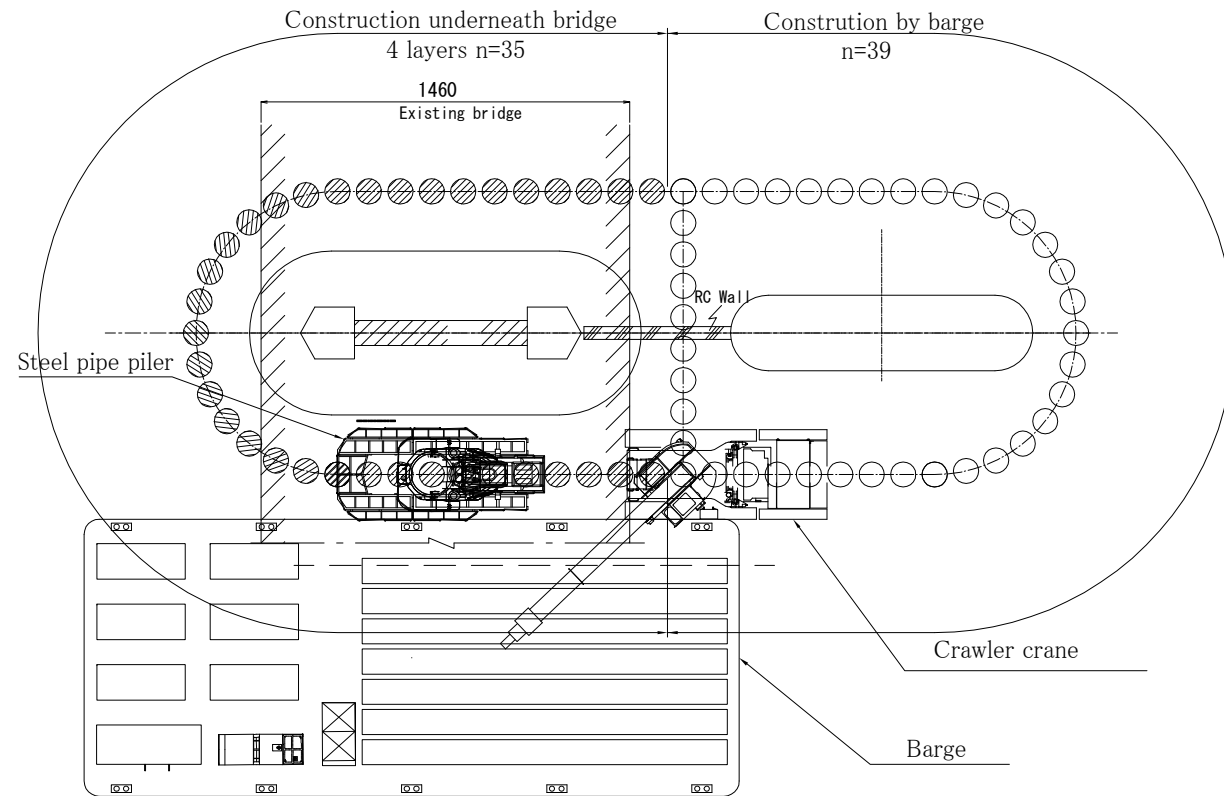 Construction underneath bridge
4 layers n=35
Constrution by barge
n=39
1460
Existing bridge
RC Wall
Steel pipe piler
Crawler crane
Barge